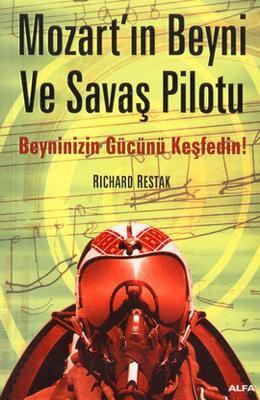 Mozart'ın Beyni
Ve Savaş Pilotu
Beyninizin Gücünü Keşfedin!
RICHARD RESTAK
ALFA